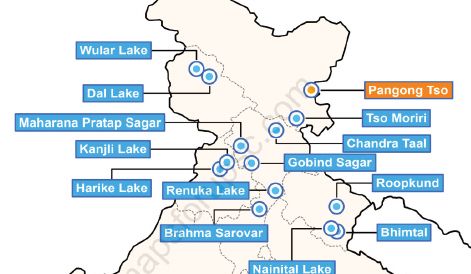 Wular Lake
Dal Lake
Pangong Tso
Maharana Pratap Sagar
Tso Moriri
Kanjli Lake
Chandra Taal
Gobind Sagar
Harike Lake
Renuka Lake
Roopkund
Brahma Sarovar
Bhimtal
Nainital Lake